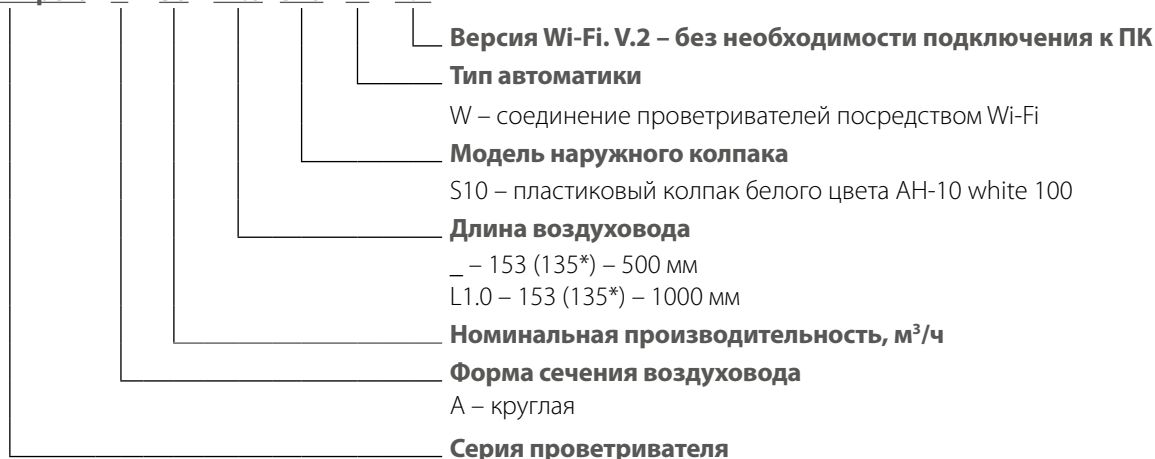 Версия Wi-Fi. V.2 – без необходимости подключения к ПК
Тип автоматики
W – соединение проветривателей посредством Wi-Fi
Модель наружного колпака
S10 – пластиковый колпак белого цвета AH-10 white 100
Длина воздуховода
_ – 153 (135*) – 500 мм
L1.0 – 153 (135*) – 1000 мм
Номинальная производительность, м³/ч
Форма сечения воздуховода
А – круглая
Серия проветривателя